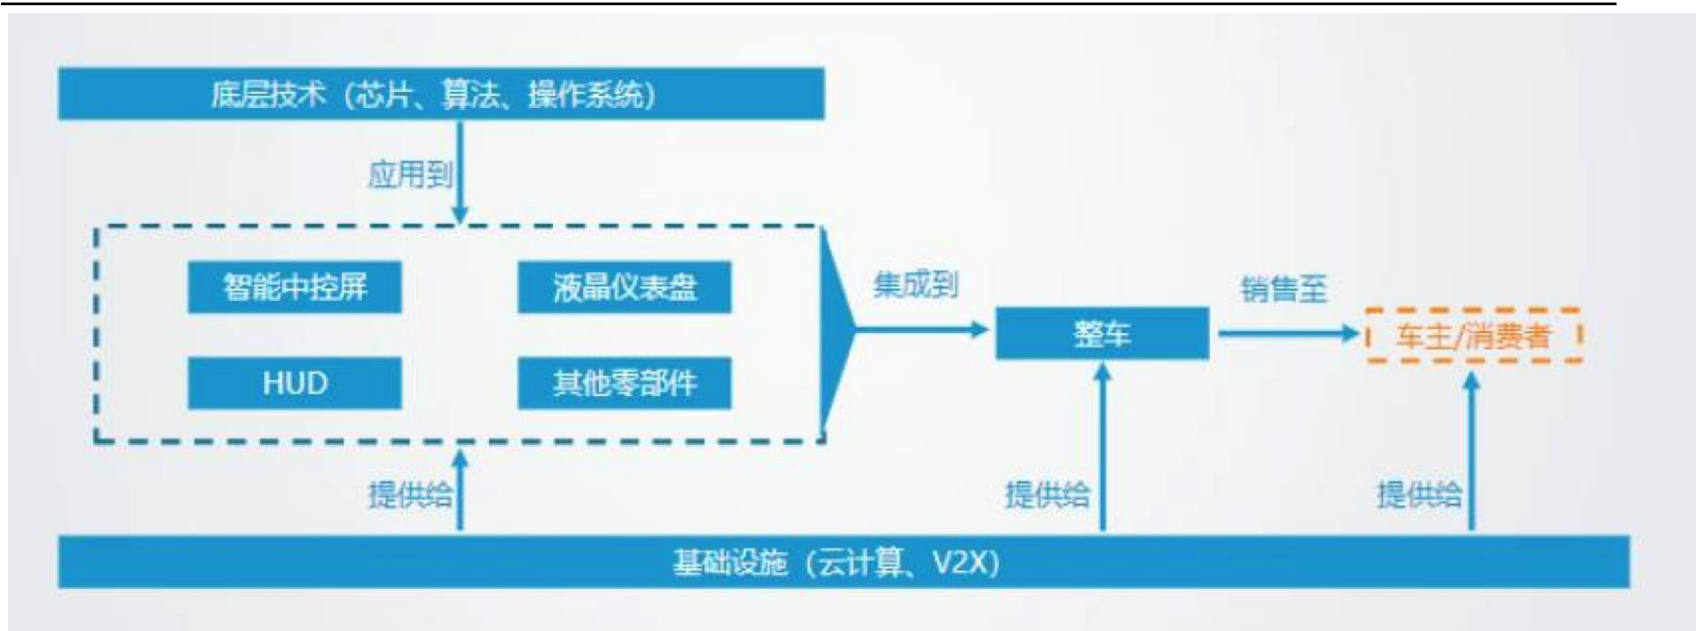 底层技术（芯片、算法、操作系统）
应用到
智能中控屏
液晶仪表盘
HUD
其他零部件
集成到
整车
销售至
车主/消费者
提供给
提供给
提供给
基础设施（云计算、V2X）